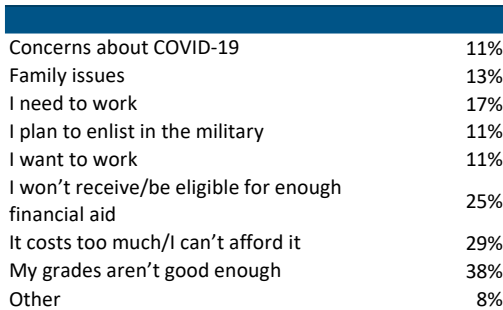 Concerns about COVID-19 11%
Family issues 13%
I need to work 17%
I plan to enlist in the military 11%
I want to work 11%
I won’t receive/be eligible for enough
financial aid 25%
It costs too much/I can’t afford it 29%
My grades aren’t good enough 38%
Other 8%